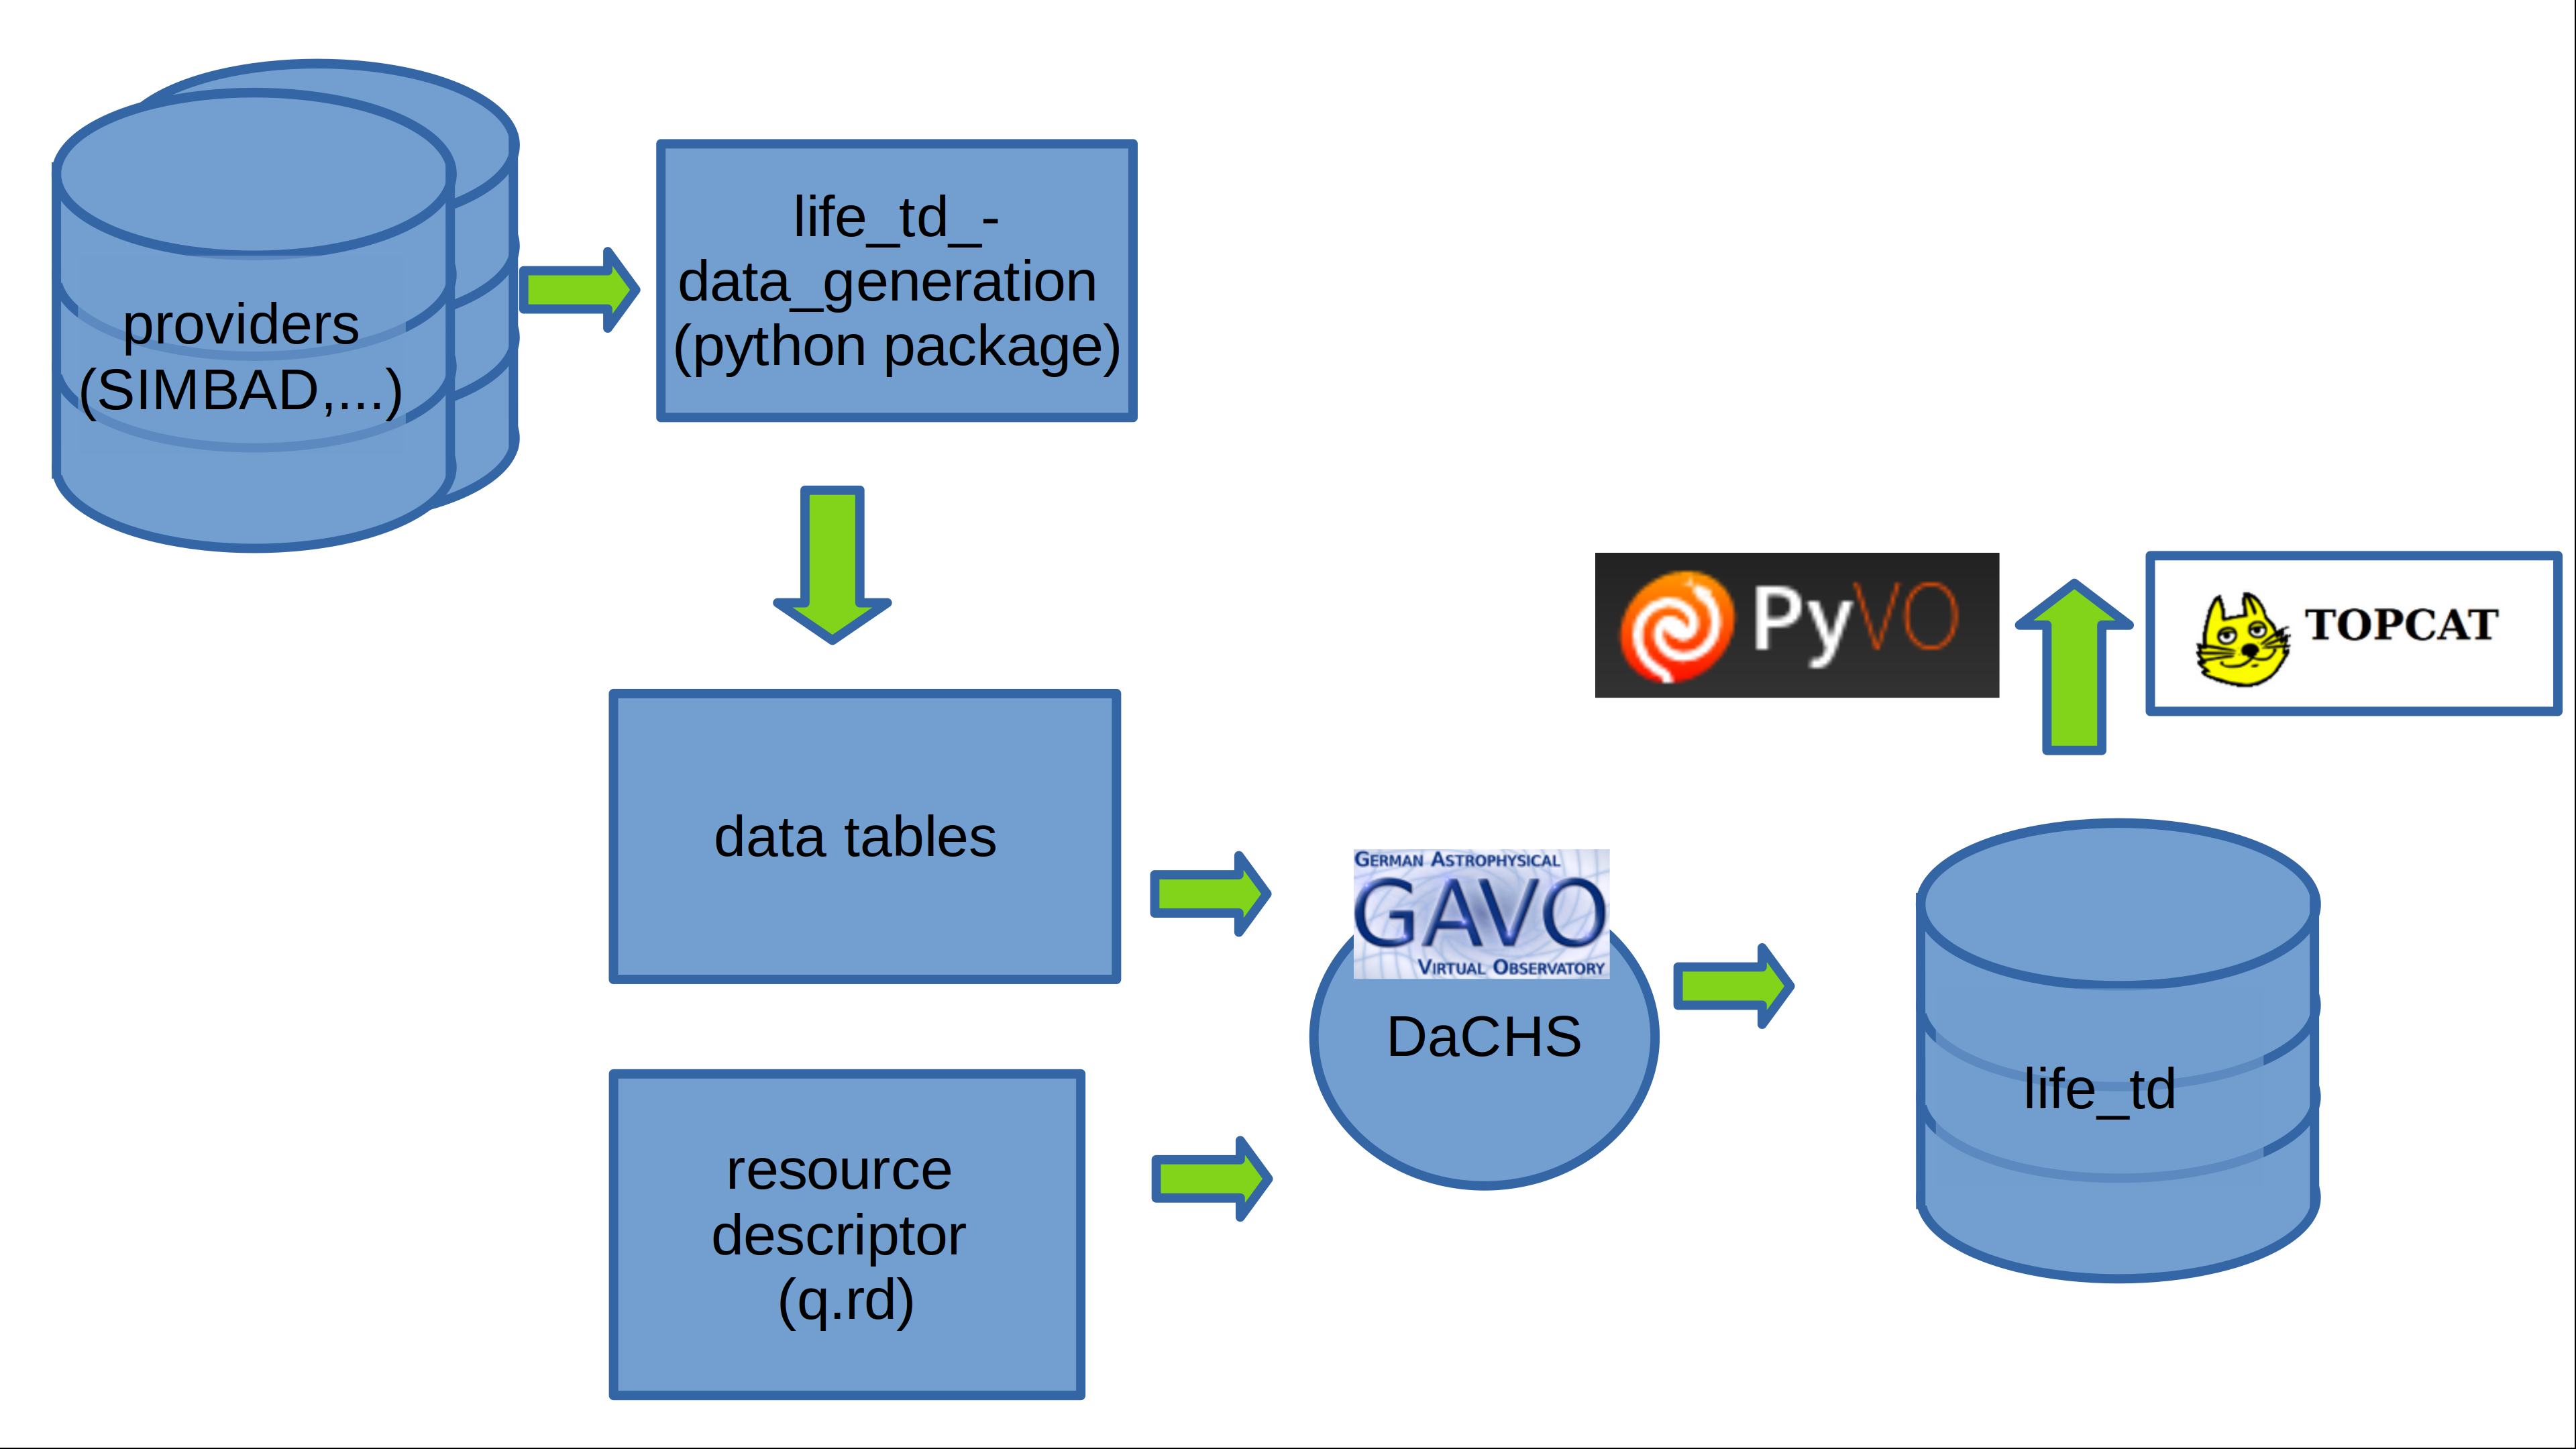 providers
(SIMBAD,...)
life_td_-
data_generation
(python package)
data tables
resource
descriptor
(q.rd)
GERMAN ASTROPHYSICAL
GAVO
VIRTUAL OBSERVATORY
DaCHS
PyVO
TOPCAT
life_td